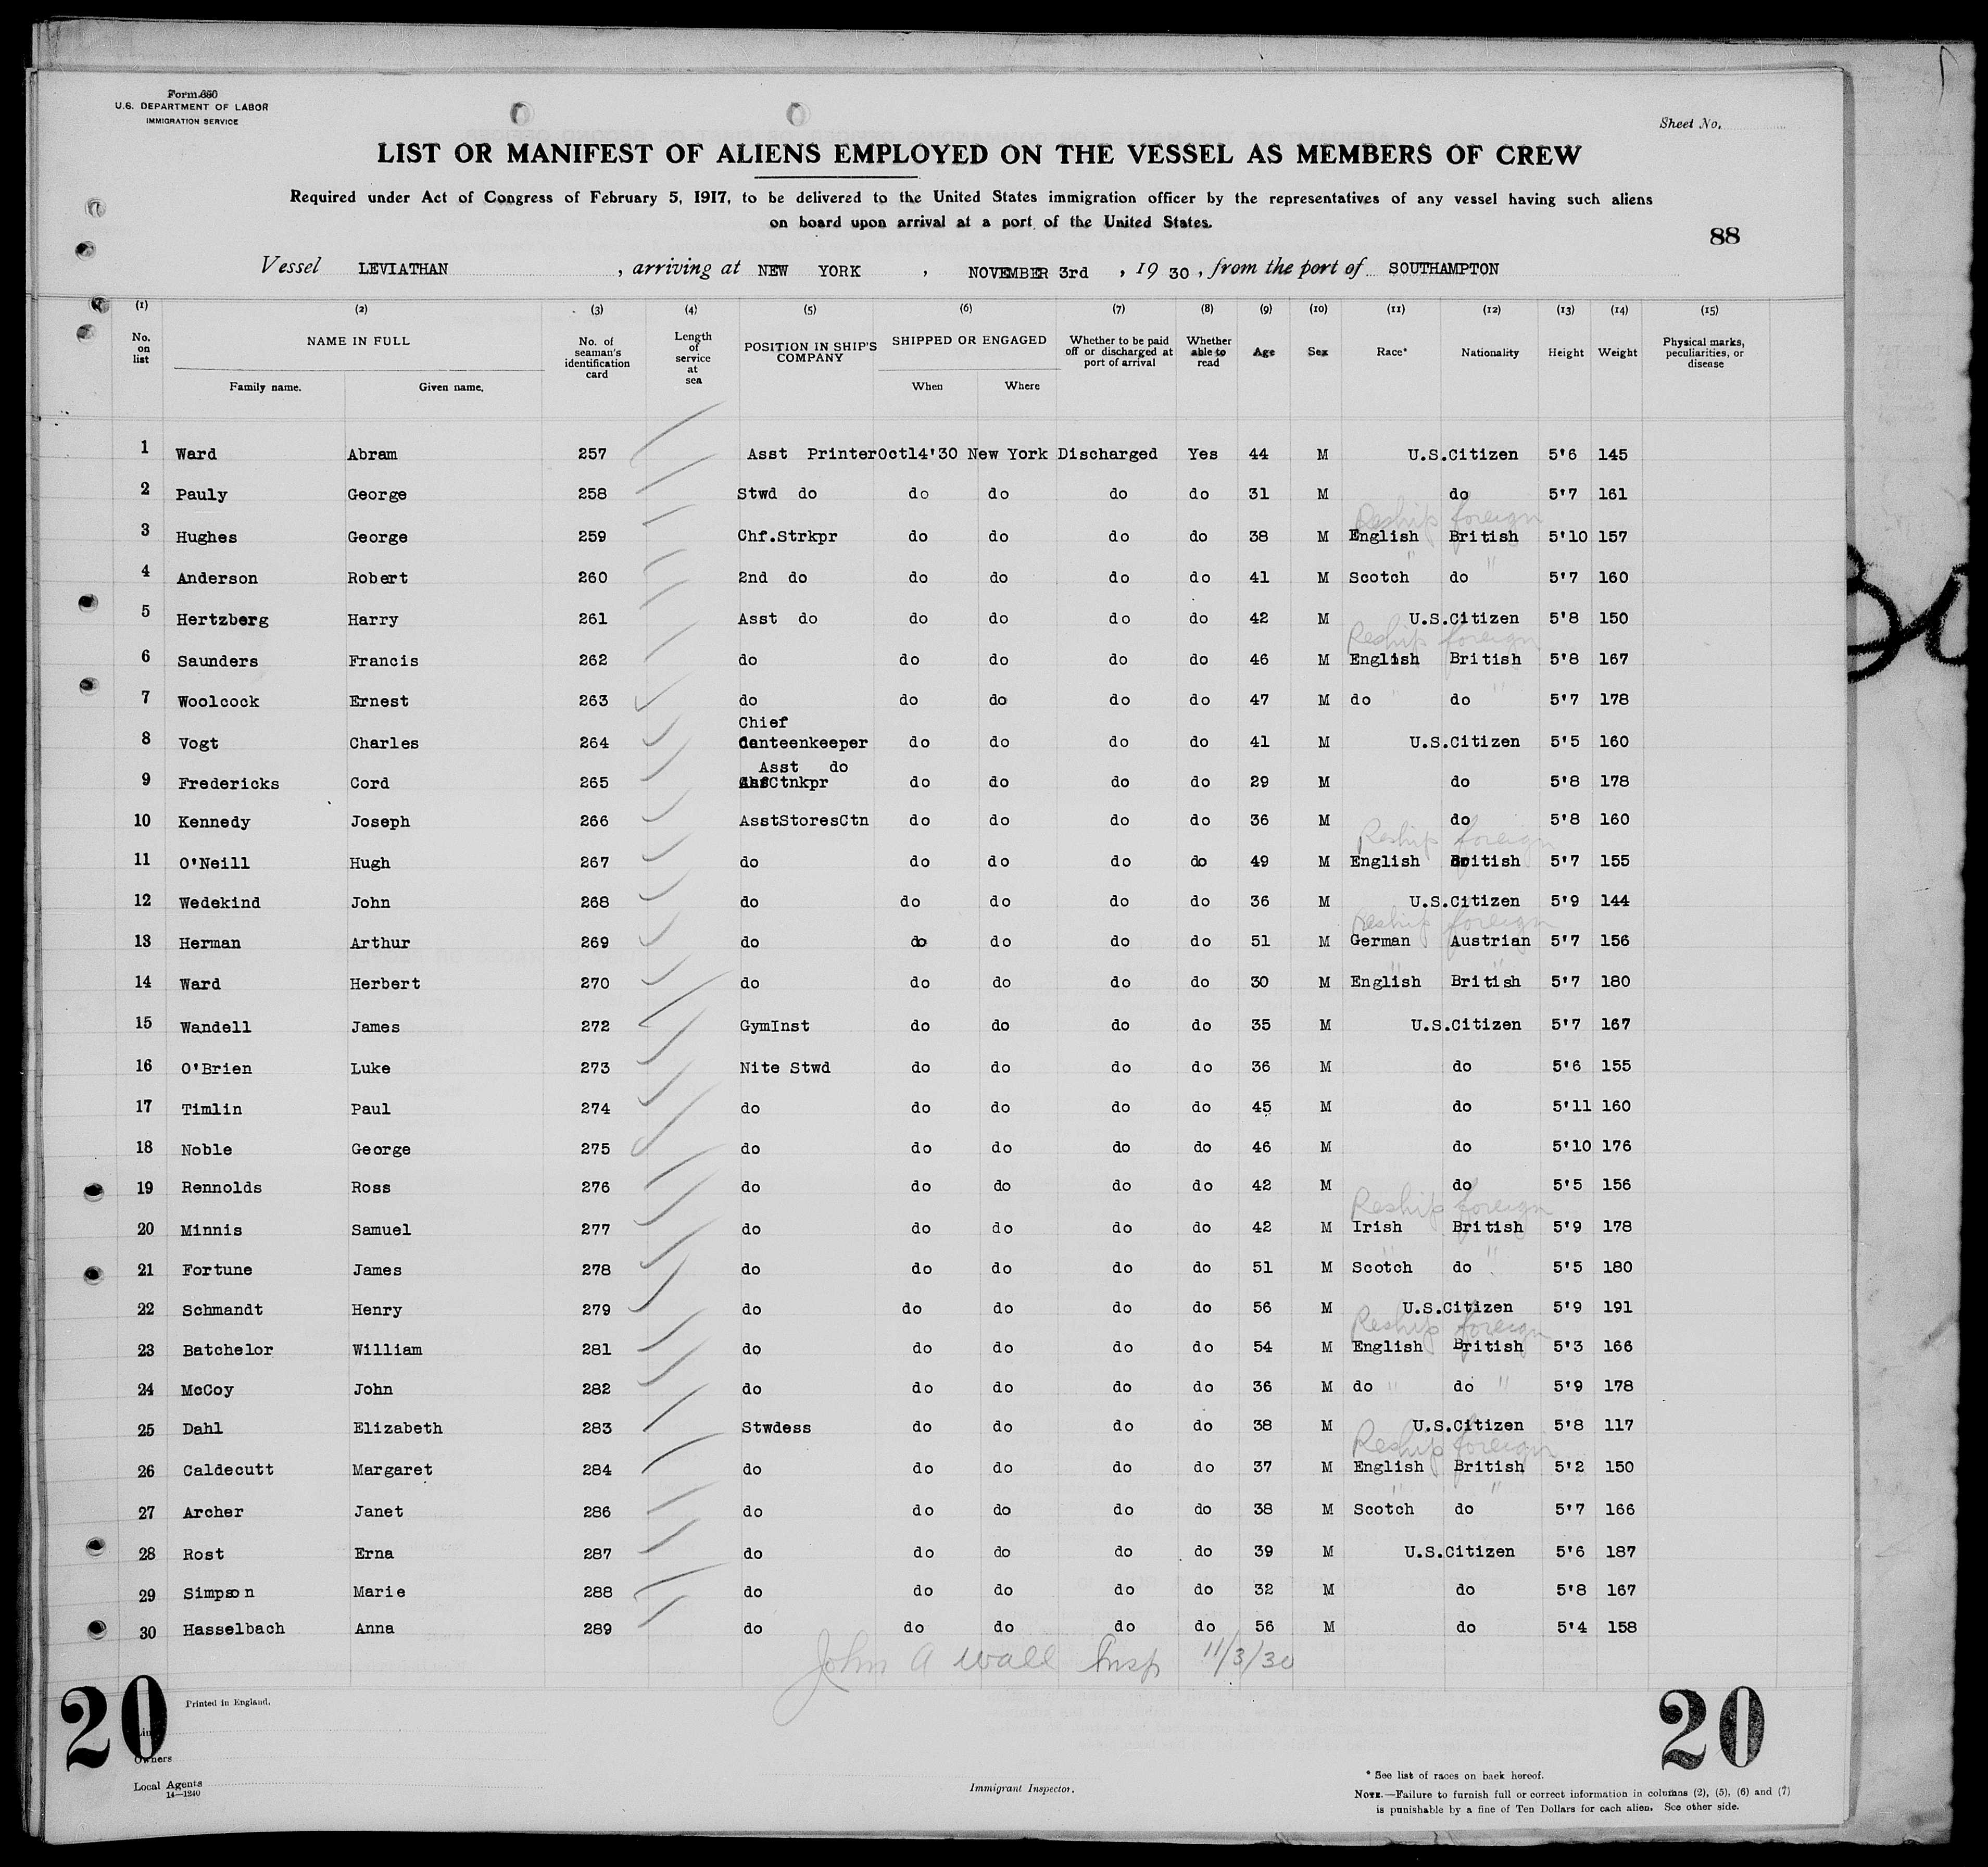 Form 680
U.S. DEPARTMENT OF LABOR
IMMIGRATION SERVICE
Sheet No.
LIST OR MANIFEST OF ALIENS EMPLOYED ON THE VESSEL AS MEMBERS OF CREW
Required under Act of Congress of February 5, 1917, to be delivered to the United States immigration officer by the representatives of any vessel having such aliens
on board upon arrival at a port of the United States.
88
Vessel LEVIATHAN , arriving at NEW YORK , NOVEMBER 3rd , 19 30 , from the port of SOUTHAMPTON
(1) (2) (3) (4) (5) (6) (7) (8) (9) (10) (11) (12) (13) (14) (15)
No. on list NAME IN FULL Family name. Given name. No. of seaman's identification card Length of service at sea POSITION IN SHIP'S COMPANY SHIPPED OR ENGAGED When Where Whether to be paid off or discharged at port of arrival Whether able to read Age Sex Race* Nationality Height Weight Physical marks, peculiarities, or disease
1 Ward Abram 257 Asst Printer Oct14'30 New York Discharged Yes 44 M U.S.Citizen 5'6 145
2 Pauly George 258 Stwd do do do do do 31 M do 5'7 161
Reship foreign
3 Hughes George 259 Chf.Strkpr do do do do 38 M English British 5'10 157
" "
4 Anderson Robert 260 2nd do do do do do 41 M Scotch do 5'7 160
5 Hertzberg Harry 261 Asst do do do do do 42 M U.S.Citizen 5'8 150
Reship foreign
6 Saunders Francis 262 do do do do do 46 M English British 5'8 167
7 Woolcock Ernest 263 do do do do do 47 M do " do " 5'7 178
Chief
8 Vogt Charles 264 Canteenkeeper do do do do 41 M U.S.Citizen 5'5 160
Asst do
9 Fredericks Cord 265 Ctnkpr do do do do 29 M do 5'8 178
10 Kennedy Joseph 266 AsstStoresCtn do do do do 36 M do 5'8 160
Reship foreign
11 O'Neill Hugh 267 do do do do do 49 M English British 5'7 155
12 Wedekind John 268 do do do do do 36 M U.S.Citizen 5'9 144
Reship foreign
13 Herman Arthur 269 do do do do do 51 M German Austrian 5'7 156
" "
14 Ward Herbert 270 do do do do do 30 M English British 5'7 180
15 Wandell James 272 GymInst do do do do 35 M U.S.Citizen 5'7 167
16 O'Brien Luke 273 Nite Stwd do do do do 36 M do 5'6 155
17 Timlin Paul 274 do do do do do 45 M do 5'11 160
18 Noble George 275 do do do do do 46 M do 5'10 176
19 Rennolds Ross 276 do do do do do 42 M do 5'5 156
Reship foreign
20 Minnis Samuel 277 do do do do do 42 M Irish British 5'9 178
" "
21 Fortune James 278 do do do do do 51 M Scotch do 5'5 180
22 Schmandt Henry 279 do do do do do 56 M U.S.Citizen 5'9 191
Reship foreign
23 Batchelor William 281 do do do do do 54 M English British 5'3 166
24 McCoy John 282 do do do do do 36 M do " do " 5'9 178
25 Dahl Elizabeth 283 Stwdess do do do do 38 M U.S.Citizen 5'8 117
Reship foreign
26 Caldecutt Margaret 284 do do do do do 37 M English British 5'2 150
" "
27 Archer Janet 286 do do do do do 38 M Scotch do 5'7 166
28 Rost Erna 287 do do do do do 39 M U.S.Citizen 5'6 187
29 Simpson Marie 288 do do do do do 32 M do 5'8 167
30 Hasselbach Anna 289 do do do do do 56 M do 5'4 158
John A Wall Insp 11/3/30
20
20
Printed in England.
Owners
Local Agents
14—1240
Immigrant Inspector.
* See list of races on back hereof.
NOTE.—Failure to furnish full or correct information in columns (2), (5), (6) and (7)
is punishable by a fine of Ten Dollars for each alien. See other side.